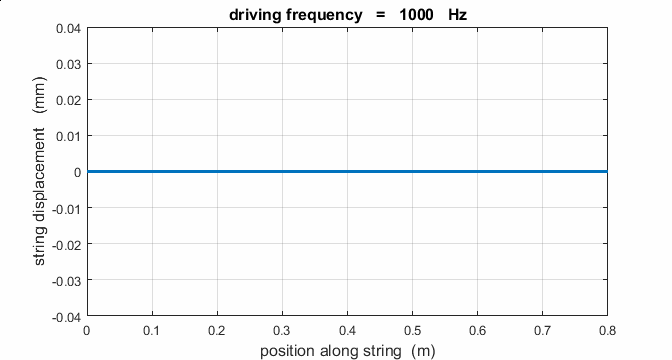 driving frequency = 1000 Hz
0.04
0.03
0.02
0.01
0
-0.01
-0.02
-0.03
-0.04
string displacement (mm)
0 0.1 0.2 0.3 0.4 0.5 0.6 0.7 0.8
position along string (m)